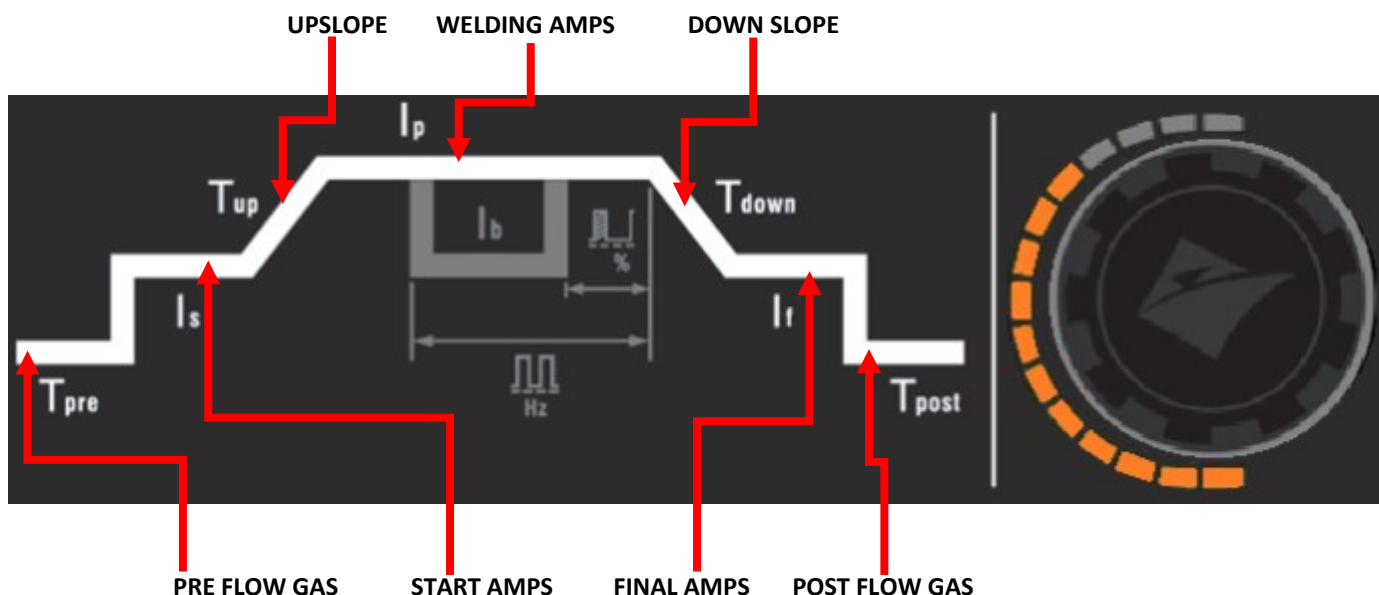 UPSLOPE WELDING AMPS DOWN SLOPE
Ip
Tup Ib Tdown
%
Is If
Tpre Hz Tpost
PRE FLOW GAS START AMPS FINAL AMPS POST FLOW GAS